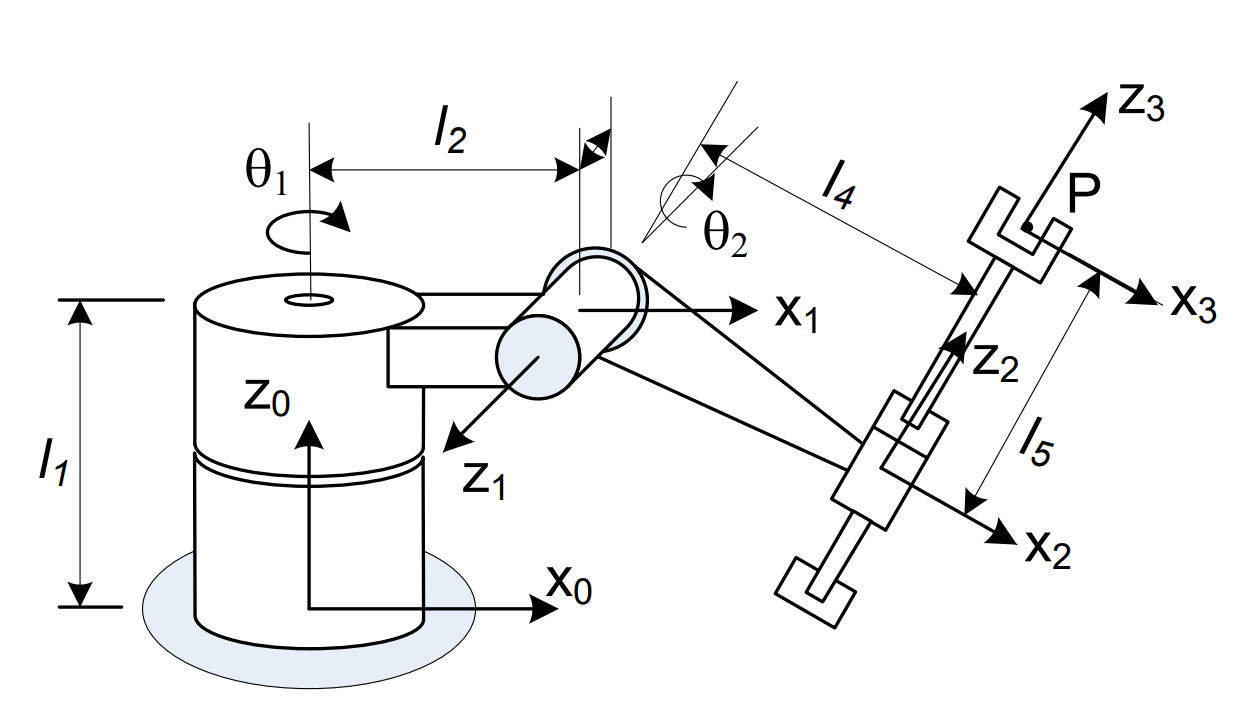 z₃
l₂
θ₁
l₄
P
θ₂
x₃
x₁
z₂
z₀
l₁
z₁
l₅
x₂
x₀